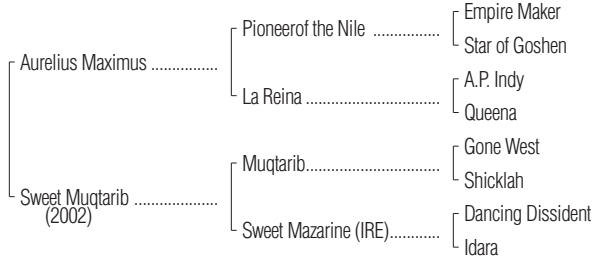 Empire Maker
Pioneerof the Nile ................
Star of Goshen
Aurelius Maximus ................
A.P. Indy
La Reina ................................
Queena
Gone West
Muqtarib................................
Shicklah
Sweet Muqtarib ....................
(2002)
Dancing Dissident
Sweet Mazarine (IRE)............
Idara